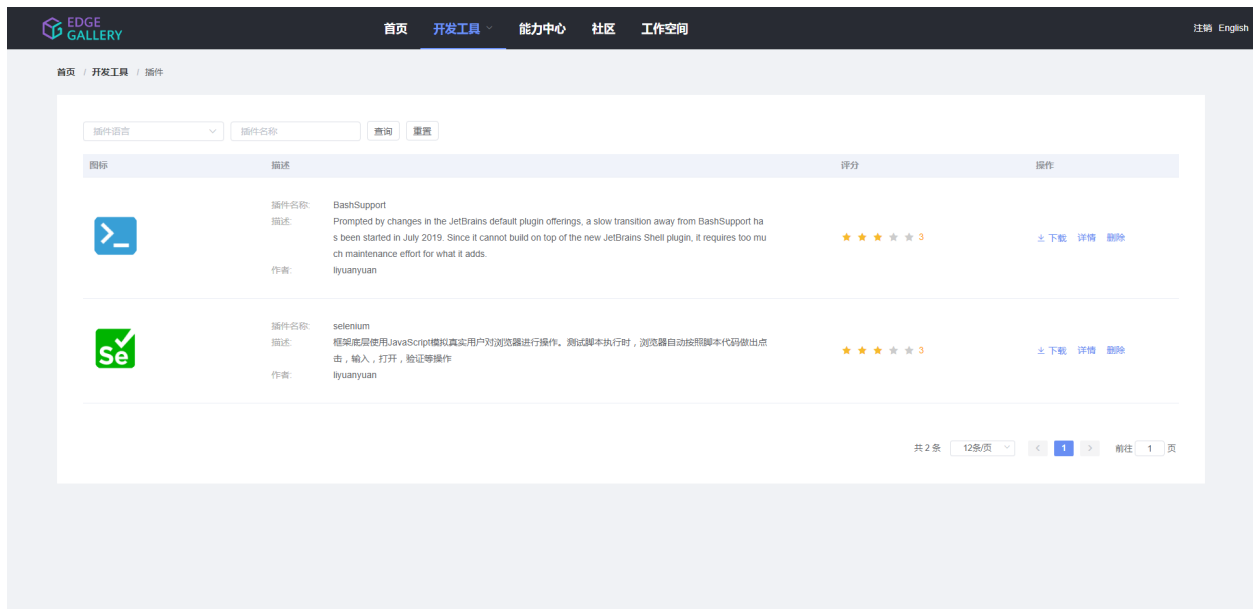 EDGE
GALLERY
首页 开发工具 能力中心 社区 工作空间
注销 English
首页 / 开发工具 / 插件
插件语言 插件名称 查询 重置
图标 描述 评分 操作
插件名称: BashSupport
描述: Prompted by changes in the JetBrains default plugin offerings, a slow transition away from BashSupport ha
s been started in July 2019. Since it cannot build on top of the new JetBrains Shell plugin, it requires too mu
ch maintenance effort for what it adds.
3
下载 详情 删除
作者: liyuanyuan
插件名称: selenium
描述: 框架底层使用JavaScript模拟真实用户对浏览器进行操作。测试脚本执行时,浏览器自动按照脚本代码做出点
击,输入,打开,验证等操作
Se
3
下载 详情 删除
作者: liyuanyuan
共 2 条 12条/页 < 1 > 前往 1 页